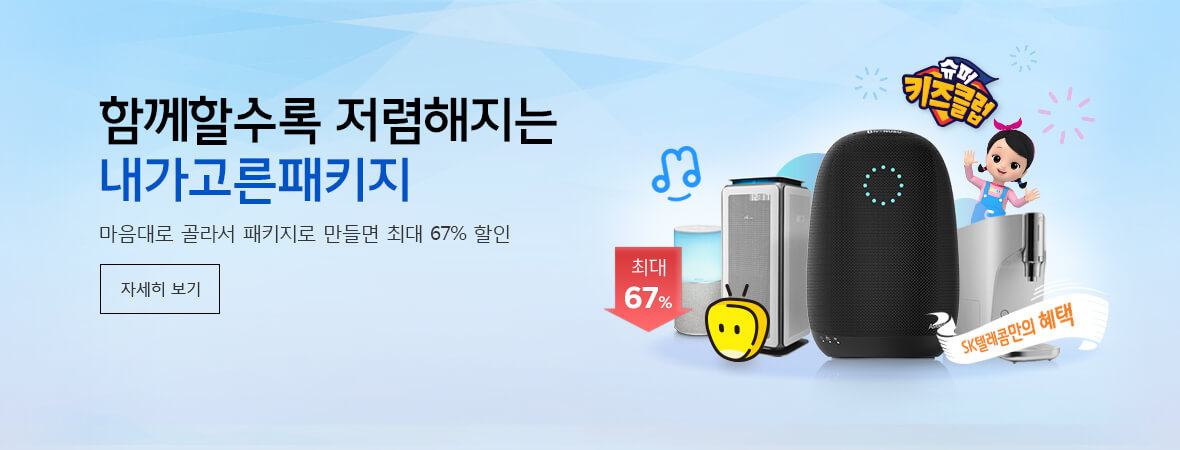 함께할수록 저렴해지는
내가고른패키지
마음대로 골라서 패키지로 만들면 최대 67% 할인
자세히 보기
슈퍼
키즈클럽
최대
67%
SK텔레콤만의 혜택